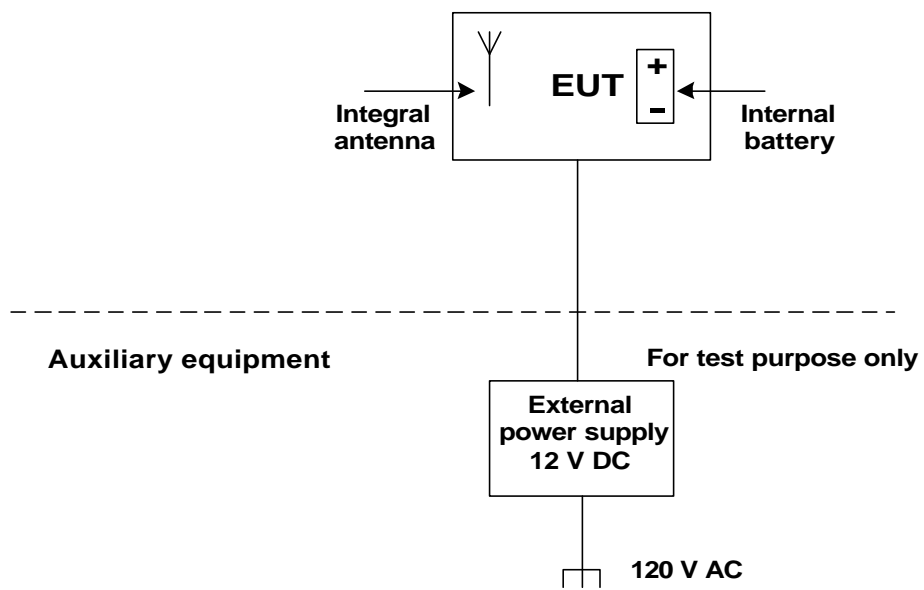 EUT
+
-
Integral
antenna
Internal
battery
Auxiliary equipment
For test purpose only
External
power supply
12 V DC
120 V AC